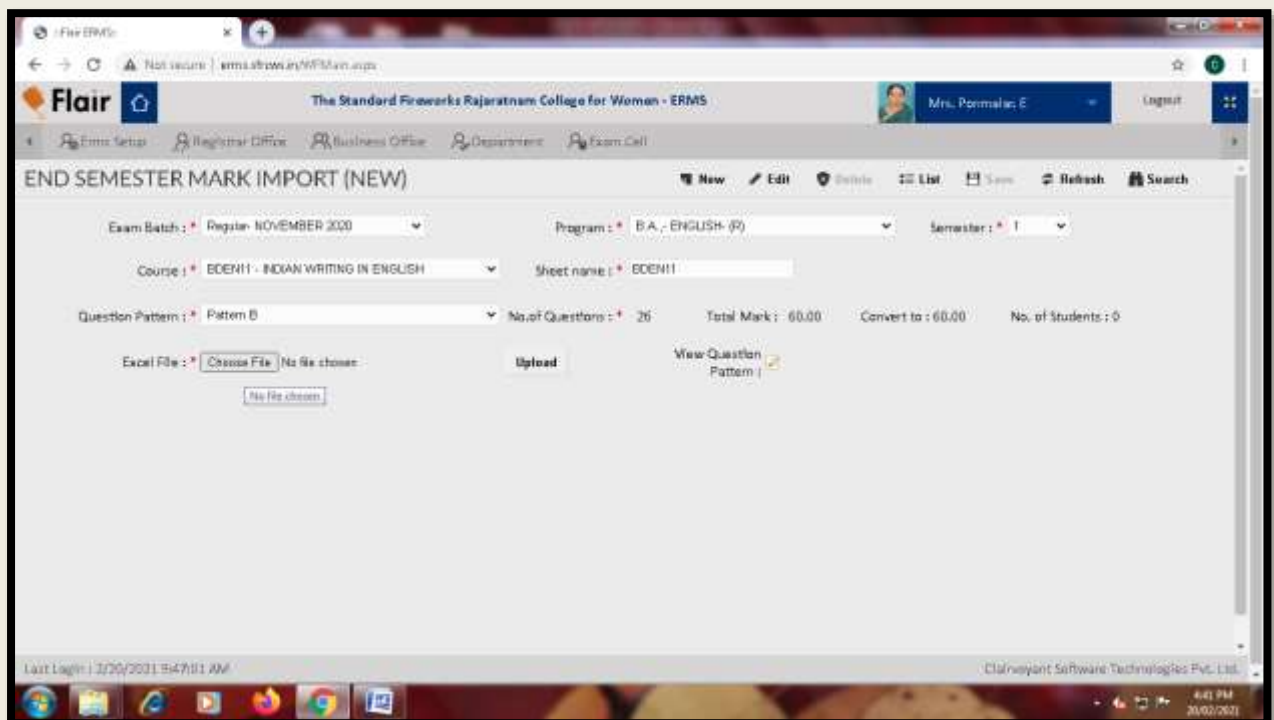 Not secure | erms.sfrws.in/WFMain.aspx
Flair The Standard Fireworks Rajaratnam College for Women - ERMS Mrs. Ponmalar. E Logout
Erms Setup Registrar Office Business Office Department Exam Cell
END SEMESTER MARK IMPORT (NEW) New Edit Delete List Save Refresh Search
Exam Batch : * Regular- NOVEMBER 2020 Program : * B.A.,- ENGLISH- (R) Semester : * 1
Course : * BDEN11 - INDIAN WRITING IN ENGLISH Sheet name : * BDEN11
Question Pattern : * Pattern B No.of Questions : * 26 Total Mark : 60.00 Convert to : 60.00 No. of Students : 0
Excel File : * Choose File No file chosen Upload View Question
Pattern :
No file chosen
Last Login : 2/20/2021 9:47:01 AM Clairvoyant Software Technologies Pvt. Ltd.
4:41 PM
20/02/2021